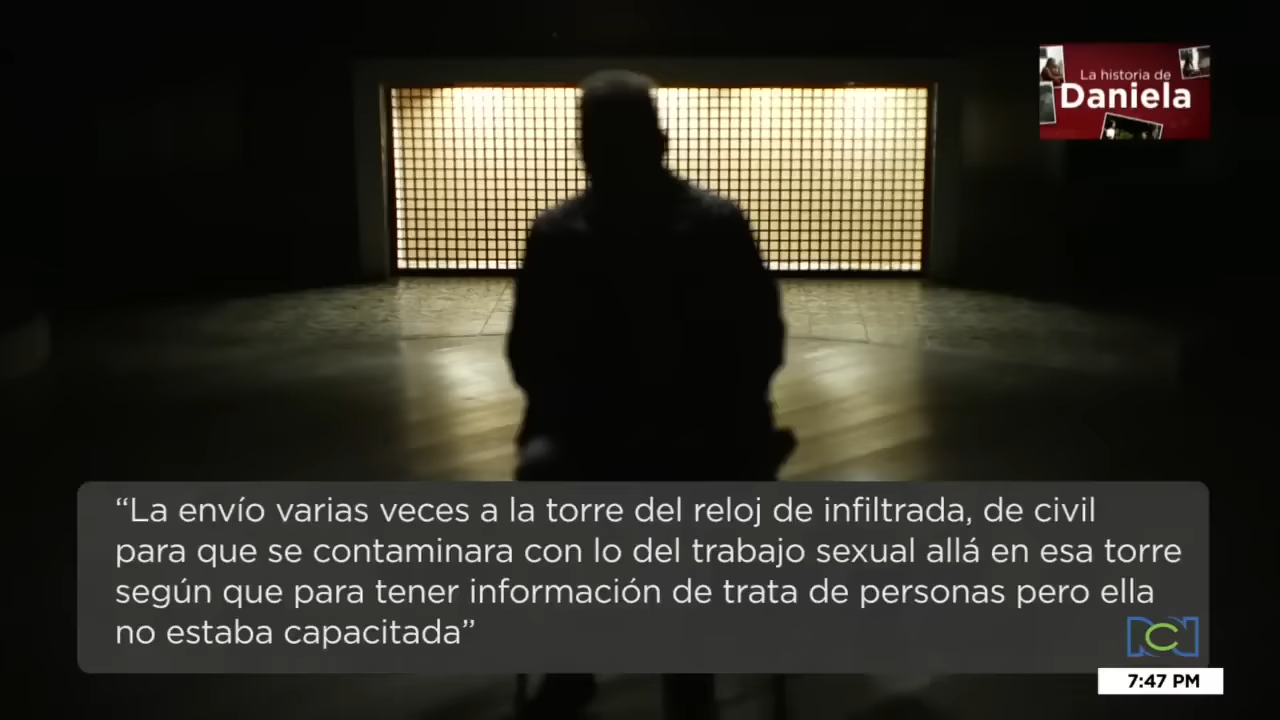 La historia de
Daniela
“La envío varias veces a la torre del reloj de infiltrada, de civil
para que se contaminara con lo del trabajo sexual allá en esa torre
según que para tener información de trata de personas pero ella
no estaba capacitada”
RCN
7:47 PM